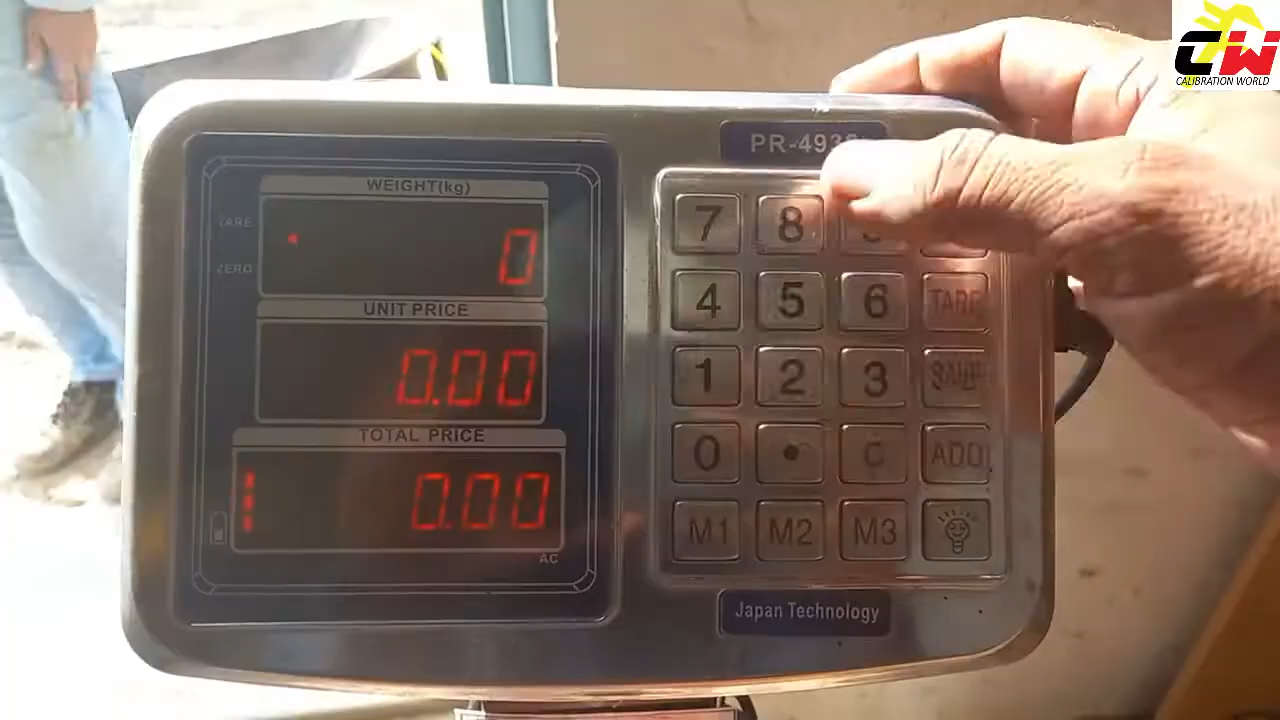 CW
CALIBRATION WORLD
WEIGHT(kg)
TARE
ZERO
0
UNIT PRICE
0.00
TOTAL PRICE
0.00
AC
7 8
4 5 6 TARE
1 2 3
0 . C ADD
M1 M2 M3
Japan Technology